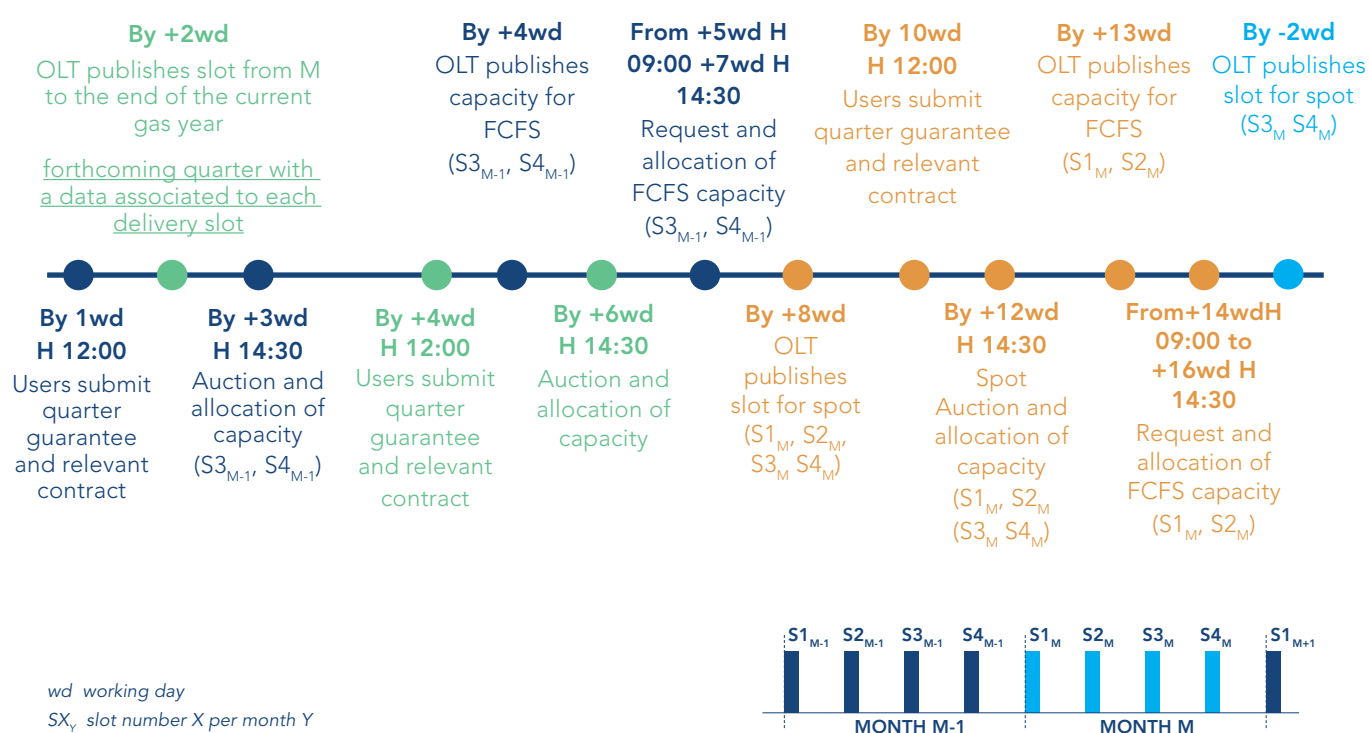 By +2wd
OLT publishes slot from M
to the end of the current
gas year
forthcoming quarter with
a data associated to each
delivery slot
By +4wd
OLT publishes
capacity for
FCFS
(S3M-1, S4M-1)
From +5wd H
09:00 +7wd H
14:30
Request and
allocation of
FCFS capacity
(S3M-1, S4M-1)
By 10wd
H 12:00
Users submit
quarter guarantee
and relevant
contract
By +13wd
OLT publishes
capacity for
FCFS
(S1M, S2M)
By -2wd
OLT publishes
slot for spot
(S3M S4M)
By 1wd
H 12:00
Users submit
quarter
guarantee
and relevant
contract
By +3wd
H 14:30
Auction and
allocation of
capacity
(S3M-1, S4M-1)
By +4wd
H 12:00
Users submit
quarter
guarantee
and relevant
contract
By +6wd
H 14:30
Auction and
allocation of
capacity
By +8wd
OLT
publishes
slot for spot
(S1M, S2M,
S3M S4M)
By +12wd
H 14:30
Spot
Auction and
allocation of
capacity
(S1M, S2M
(S3M S4M)
From+14wdH
09:00 to
+16wd H
14:30
Request and
allocation of
FCFS capacity
(S1M, S2M)
S1M-1 S2M-1 S3M-1 S4M-1 S1M S2M S3M S4M S1M+1
MONTH M-1 MONTH M
wd working day
SXY slot number X per month Y